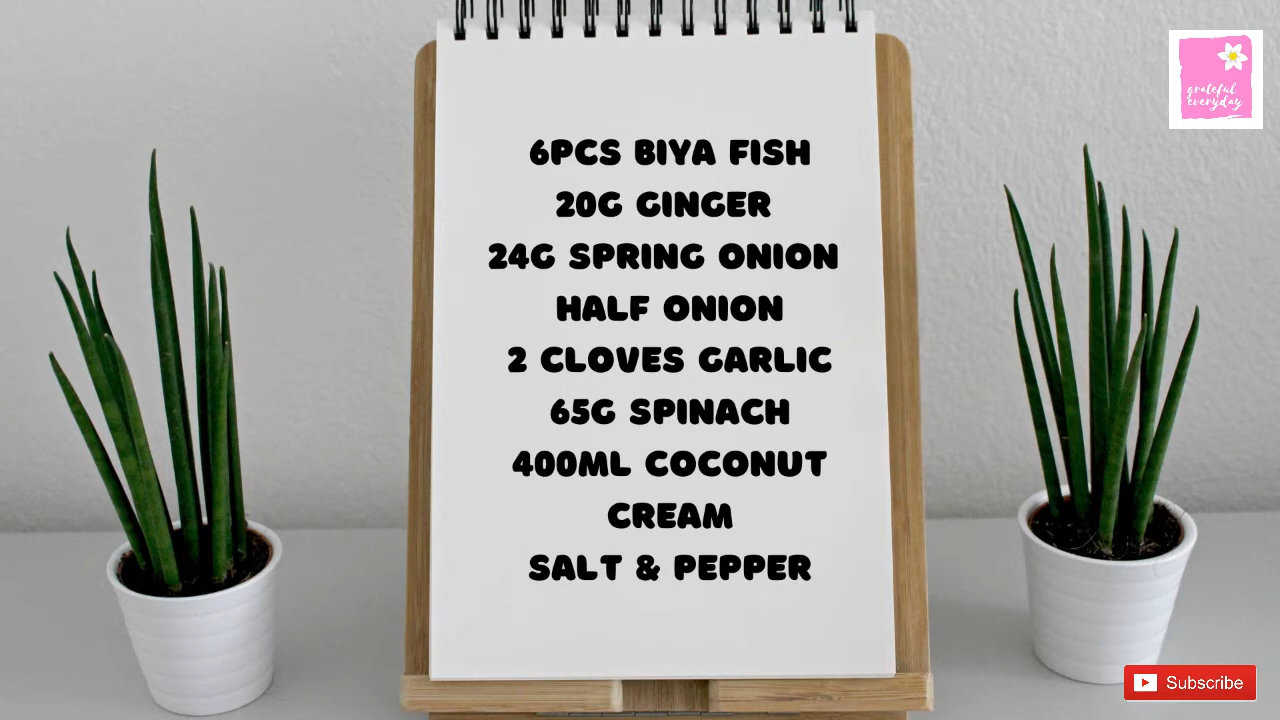 grateful
everyday
6PCS BIYA FISH
20G GINGER
24G SPRING ONION
HALF ONION
2 CLOVES GARLIC
65G SPINACH
400ML COCONUT
CREAM
SALT & PEPPER
Subscribe